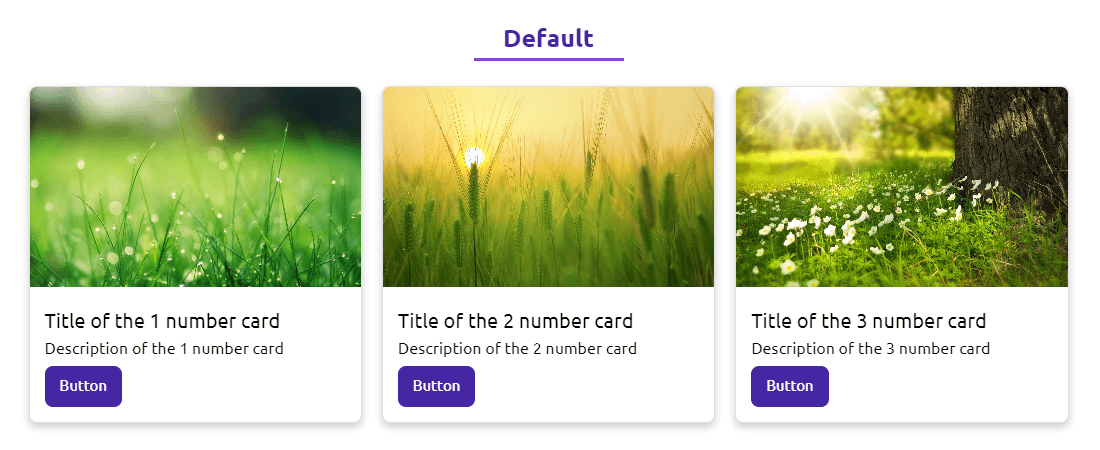 Default
Title of the 1 number card
Description of the 1 number card
Button
Title of the 2 number card
Description of the 2 number card
Button
Title of the 3 number card
Description of the 3 number card
Button